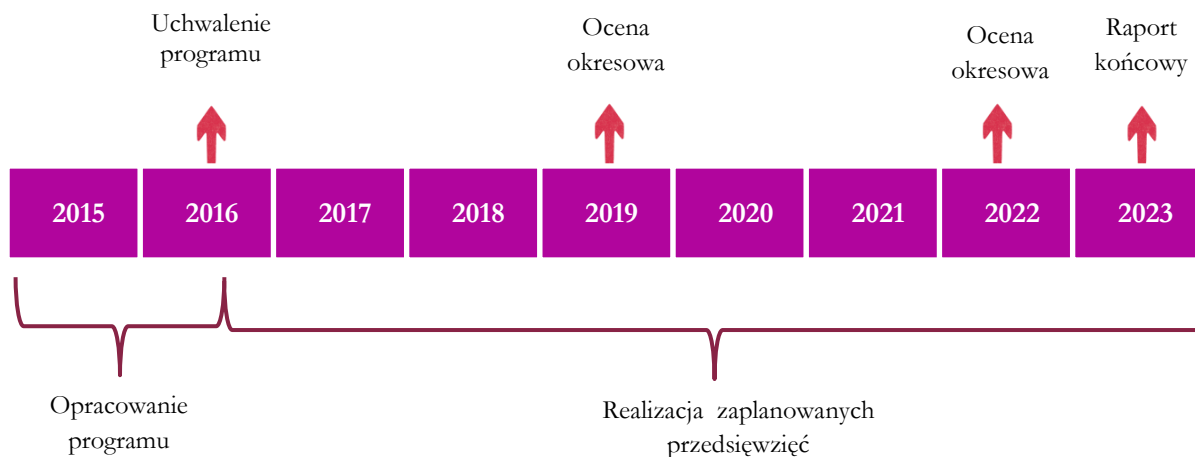 Uchwalenie
programu
Ocena
okresowa
Ocena
okresowa
Raport
końcowy
2015 2016 2017 2018 2019 2020 2021 2022 2023
Opracowanie
programu
Realizacja zaplanowanych
przedsięwzięć